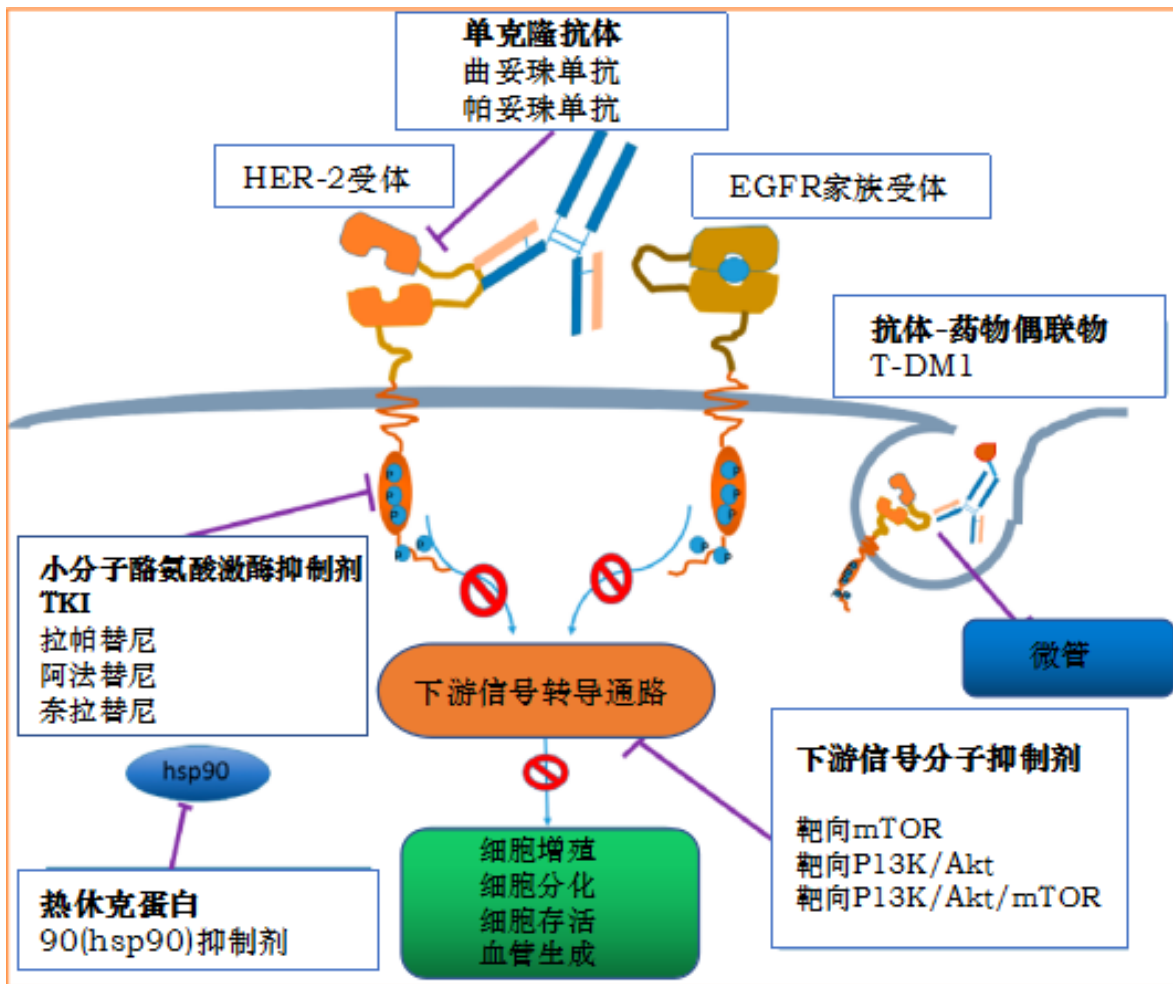 单克隆抗体
曲妥珠单抗
帕妥珠单抗
HER-2受体
EGFR家族受体
抗体-药物偶联物
T-DM1
P
P
P
P
P
P
P
P
P
P
小分子酪氨酸激酶抑制剂
TKI
拉帕替尼
阿法替尼
奈拉替尼
微管
下游信号转导通路
hsp90
下游信号分子抑制剂
靶向mTOR
靶向P13K/Akt
靶向P13K/Akt/mTOR
细胞增殖
细胞分化
细胞存活
血管生成
热休克蛋白
90(hsp90)抑制剂